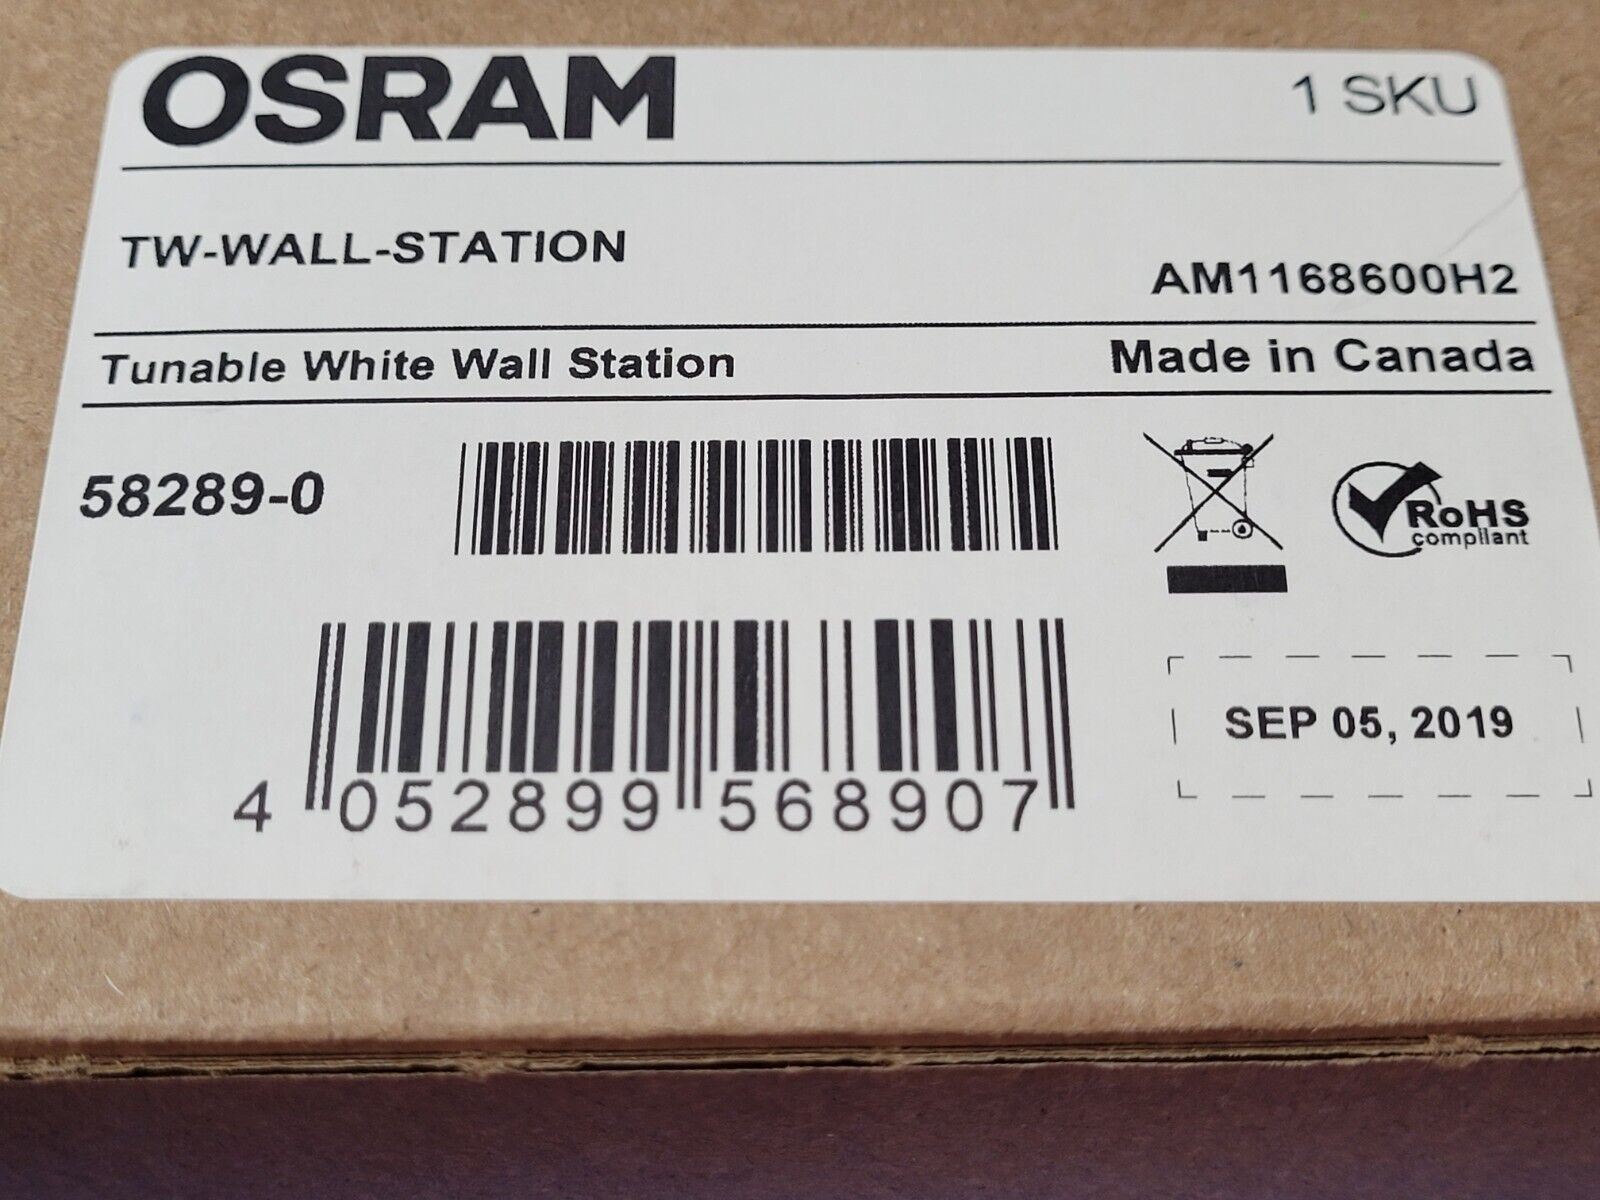 OSRAM
1 SKU
TW-WALL-STATION
AM1168600H2
Tunable White Wall Station
Made in Canada
58289-0
RoHS
compliant
SEP 05, 2019
4 052899 568907